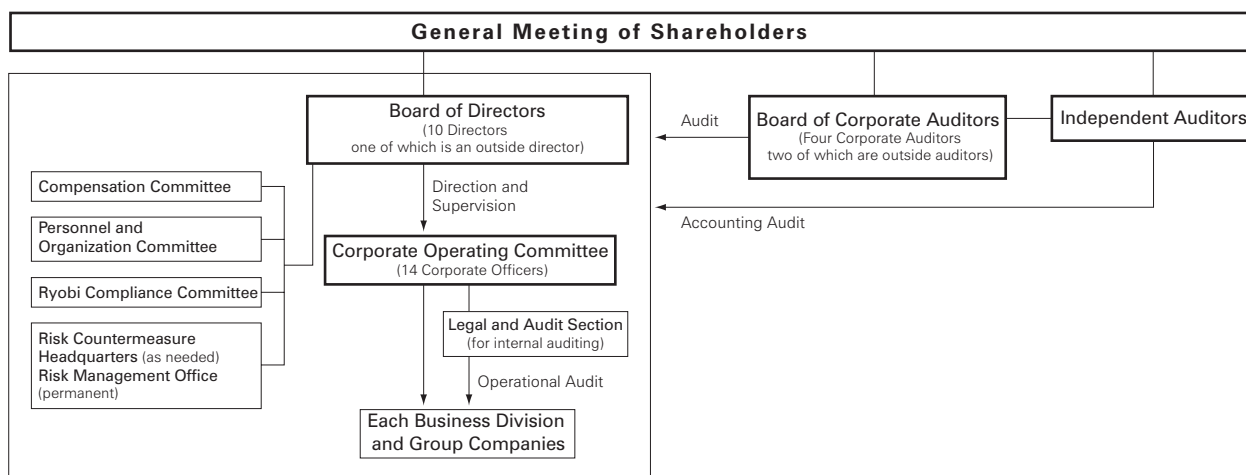 General Meeting of Shareholders
Board of Directors
(10 Directors
one of which is an outside director)
Audit
Board of Corporate Auditors
(Four Corporate Auditors
two of which are outside auditors)
Independent Auditors
Compensation Committee
Direction and
Supervision
Accounting Audit
Personnel and
Organization Committee
Corporate Operating Committee
(14 Corporate Officers)
Ryobi Compliance Committee
Legal and Audit Section
(for internal auditing)
Risk Countermeasure
Headquarters (as needed)
Risk Management Office
(permanent)
Operational Audit
Each Business Division
and Group Companies